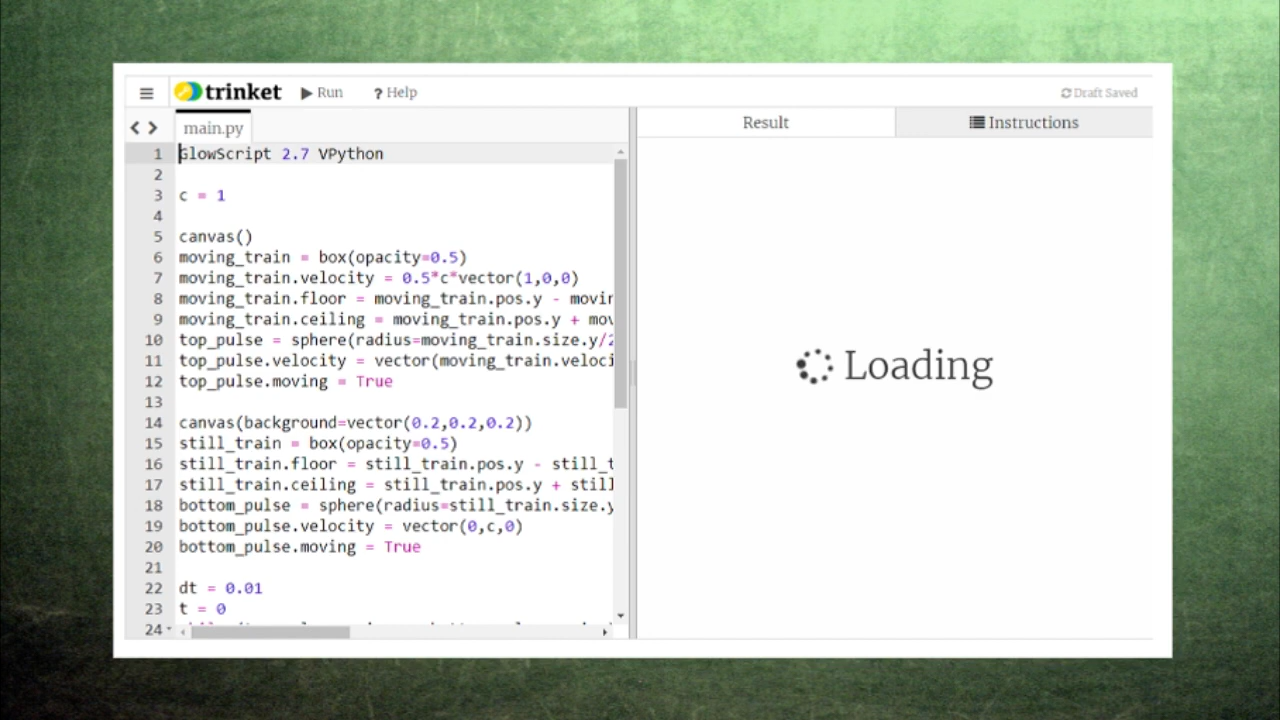 trinket Run ? Help Draft Saved
main.py
Result Instructions
1 GlowScript 2.7 VPython
2
3 c = 1
4
5 canvas()
6 moving_train = box(opacity=0.5)
7 moving_train.velocity = 0.5*c*vector(1,0,0)
8 moving_train.floor = moving_train.pos.y - movin
9 moving_train.ceiling = moving_train.pos.y + mov
10 top_pulse = sphere(radius=moving_train.size.y/2
11 top_pulse.velocity = vector(moving_train.veloci
12 top_pulse.moving = True
13
14 canvas(background=vector(0.2,0.2,0.2))
15 still_train = box(opacity=0.5)
16 still_train.floor = still_train.pos.y - still_t
17 still_train.ceiling = still_train.pos.y + still
18 bottom_pulse = sphere(radius=still_train.size.y
19 bottom_pulse.velocity = vector(0,c,0)
20 bottom_pulse.moving = True
21
22 dt = 0.01
23 t = 0
24
Loading